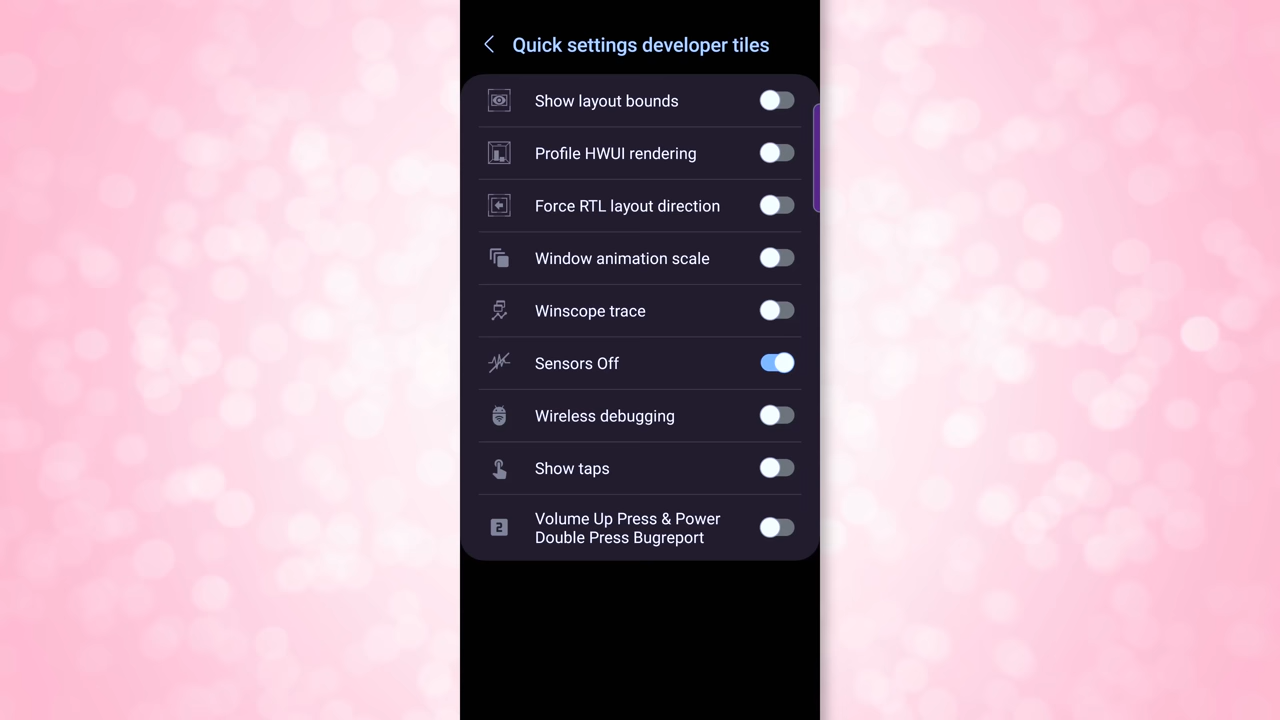 Quick settings developer tiles
Show layout bounds
Profile HWUI rendering
Force RTL layout direction
Window animation scale
Winscope trace
Sensors Off
Wireless debugging
Show taps
2
Volume Up Press & Power
Double Press Bugreport